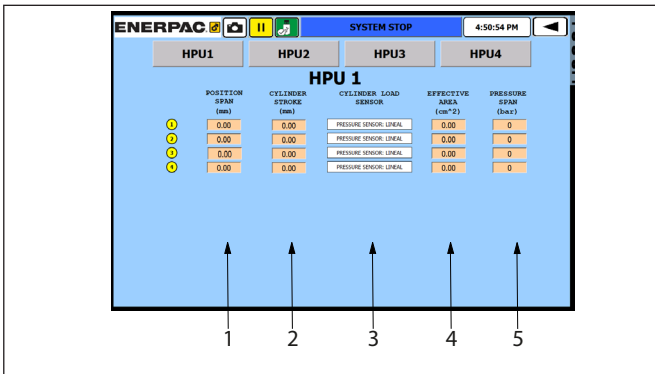 ENERPAC. SYSTEM STOP 4:50:54 PM
HPU1 HPU2 HPU3 HPU4
HPU 1
POSITION SPAN (mm) CYLINDER STROKE (mm) CYLINDER LOAD SENSOR EFFECTIVE AREA (cm^2) PRESSURE SPAN (bar)
1 0.00 0.00 PRESSURE SENSOR: LINEAL 0.00 0
2 0.00 0.00 PRESSURE SENSOR: LINEAL 0.00 0
3 0.00 0.00 PRESSURE SENSOR: LINEAL 0.00 0
4 0.00 0.00 PRESSURE SENSOR: LINEAL 0.00 0
1 2 3 4 5